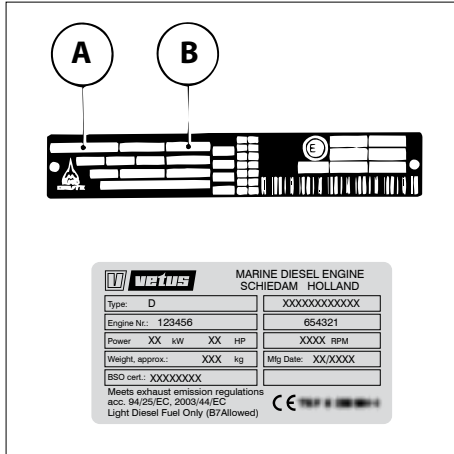 A B
E
V vetus MARINE DIESEL ENGINE
SCHIEDAM HOLLAND
Type: D XXXXXXXXXXXX
Engine Nr.: 123456 654321
Power XX kW XX HP XXXX RPM
Weight, approx.: XXX kg Mfg Date: XX/XXXX
BSO cert.: XXXXXXXX
Meets exhaust emission regulations
acc. 94/25/EC, 2003/44/EC
Light Diesel Fuel Only (B7Allowed) CE